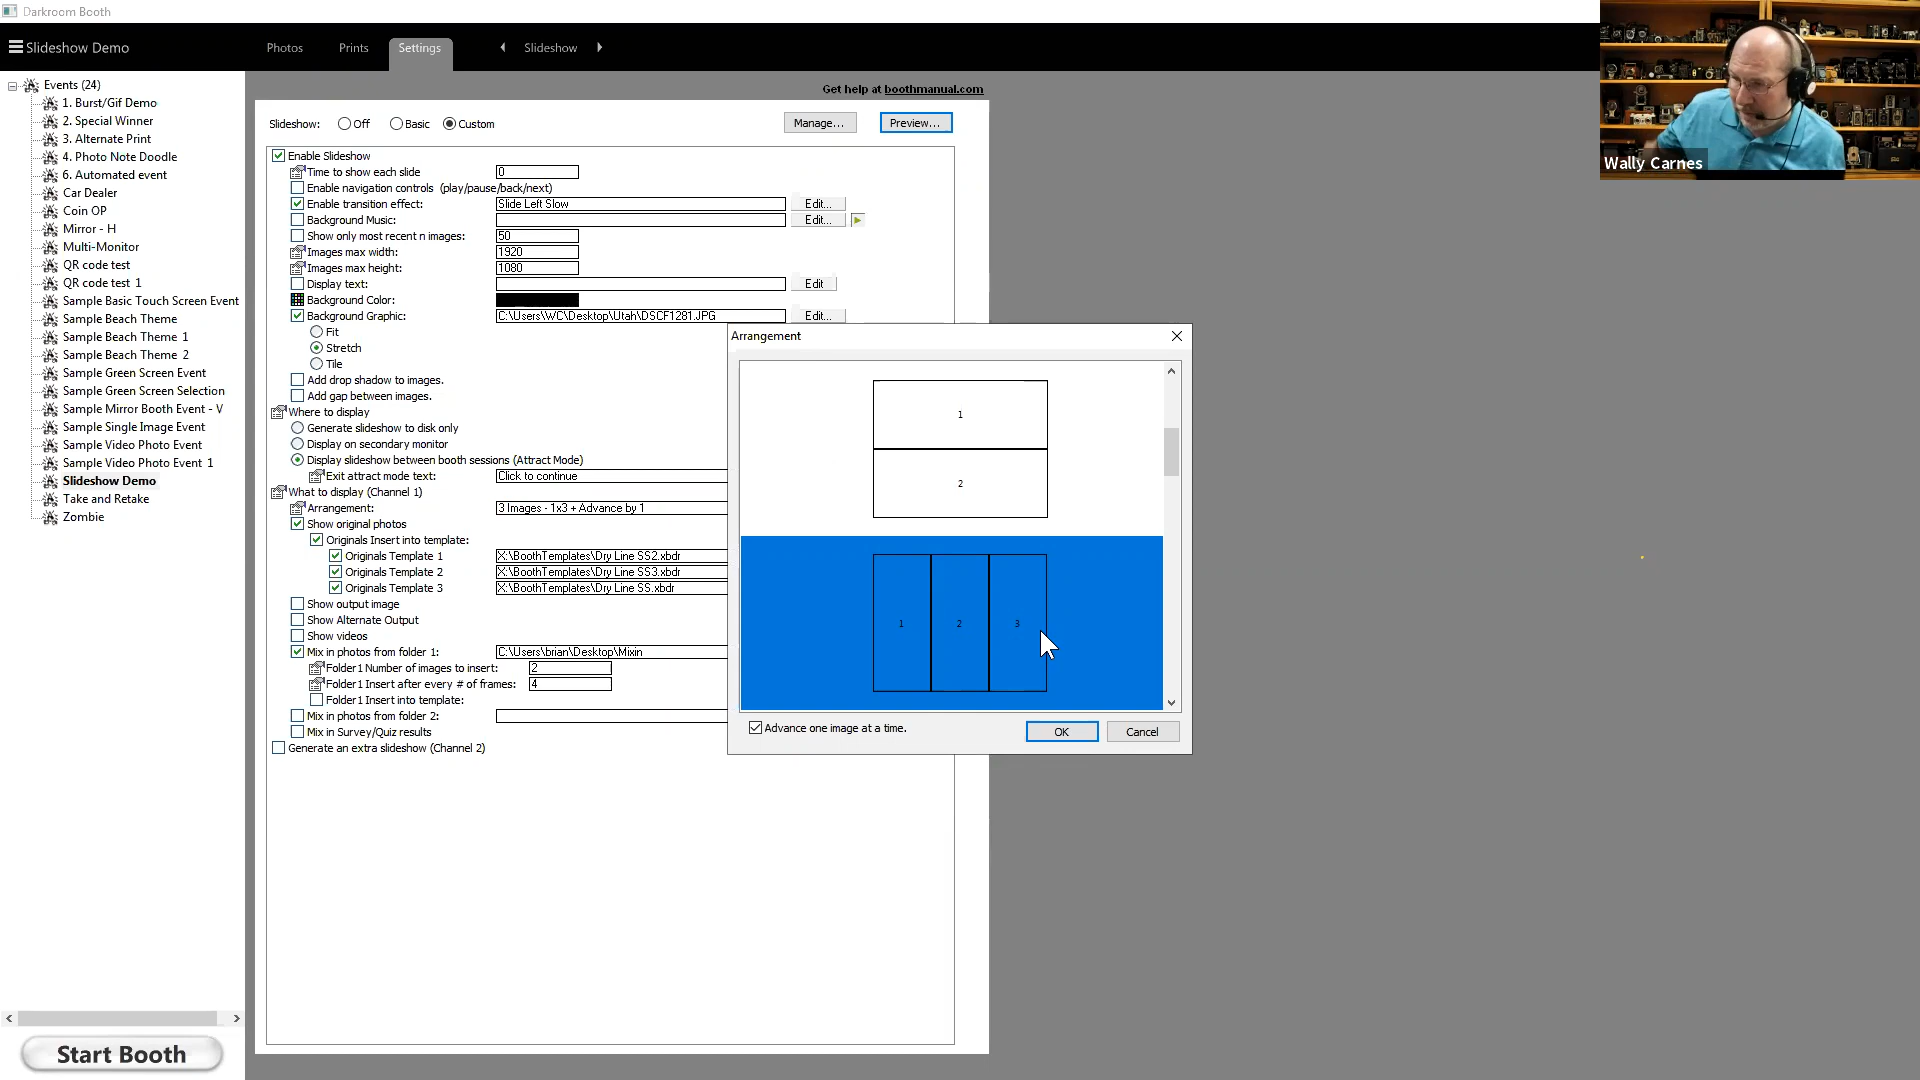 Darkroom Booth
Slideshow Demo
Photos
Prints
Settings
Slideshow
Wally Carnes
Events (24)
1. Burst/Gif Demo
2. Special Winner
3. Alternate Print
4. Photo Note Doodle
6. Automated event
Car Dealer
Coin OP
Mirror - H
Multi-Monitor
QR code test
QR code test 1
Sample Basic Touch Screen Event
Sample Beach Theme
Sample Beach Theme 1
Sample Beach Theme 2
Sample Green Screen Event
Sample Green Screen Selection
Sample Mirror Booth Event - V
Sample Single Image Event
Sample Video Photo Event
Sample Video Photo Event 1
Slideshow Demo
Take and Retake
Zombie
Start Booth
Get help at boothmanual.com
Slideshow: Off Basic Custom Manage... Preview...
Enable Slideshow
Time to show each slide 0
Enable navigation controls (play/pause/back/next)
Enable transition effect: Slide Left Slow Edit...
Background Music: Edit...
Show only most recent n images: 50
Images max width: 1920
Images max height: 1080
Display text: Edit
Background Color:
Background Graphic: C:\Users\WC\Desktop\Utah\DSCF1281.JPG Edit...
Fit
Stretch
Tile
Add drop shadow to images.
Add gap between images.
Where to display
Generate slideshow to disk only
Display on secondary monitor
Display slideshow between booth sessions (Attract Mode)
Exit attract mode text: Click to continue
What to display (Channel 1)
Arrangement: 3 Images - 1x3 + Advance by 1
Show original photos
Originals Insert into template:
Originals Template 1 X:\BoothTemplates\Dry Line SS2.xbdr
Originals Template 2 X:\BoothTemplates\Dry Line SS3.xbdr
Originals Template 3 X:\BoothTemplates\Dry Line SS.xbdr
Show output image
Show Alternate Output
Show videos
Mix in photos from folder 1: C:\Users\brian\Desktop\Mixin
Folder1 Number of images to insert: 2
Folder1 Insert after every # of frames: 4
Folder1 Insert into template:
Mix in photos from folder 2:
Mix in Survey/Quiz results
Generate an extra slideshow (Channel 2)
Arrangement
1
2
1 2 3
Advance one image at a time.
OK Cancel